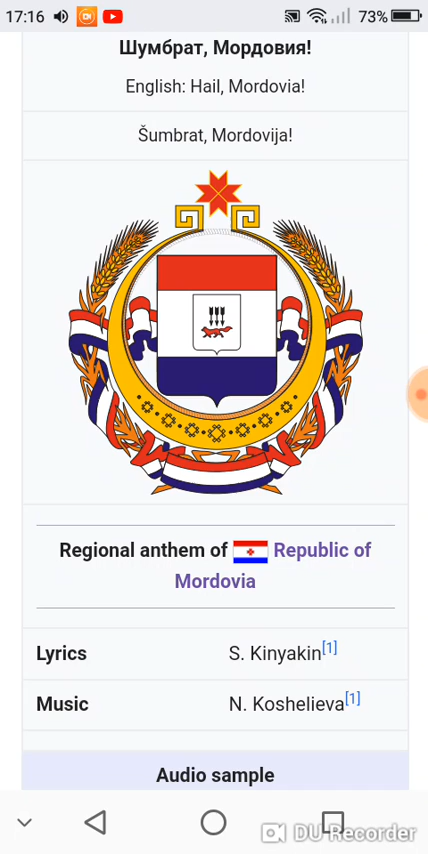 17:16
73%
Шумбрат, Мордовия!
English: Hail, Mordovia!
Šumbrat, Mordovija!
Regional anthem of Republic of
Mordovia
Lyrics S. Kinyakin[1]
Music N. Koshelieva[1]
Audio sample
DU Recorder